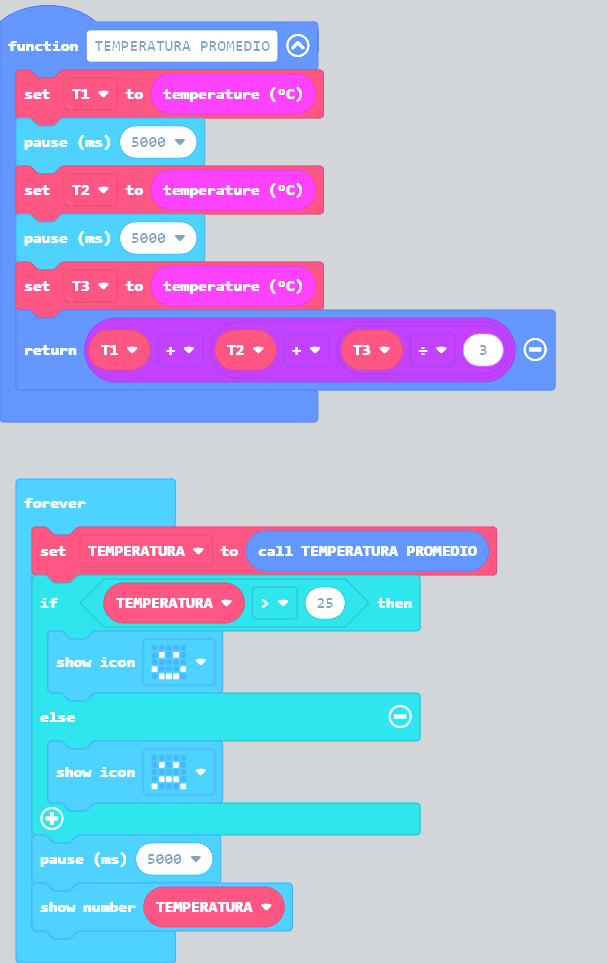 function TEMPERATURA PROMEDIO
set T1 to temperature (ºC)
pause (ms) 5000
set T2 to temperature (ºC)
pause (ms) 5000
set T3 to temperature (ºC)
return T1 + T2 + T3 ÷ 3
forever
set TEMPERATURA to call TEMPERATURA PROMEDIO
if TEMPERATURA > 25 then
show icon
else
show icon
pause (ms) 5000
show number TEMPERATURA